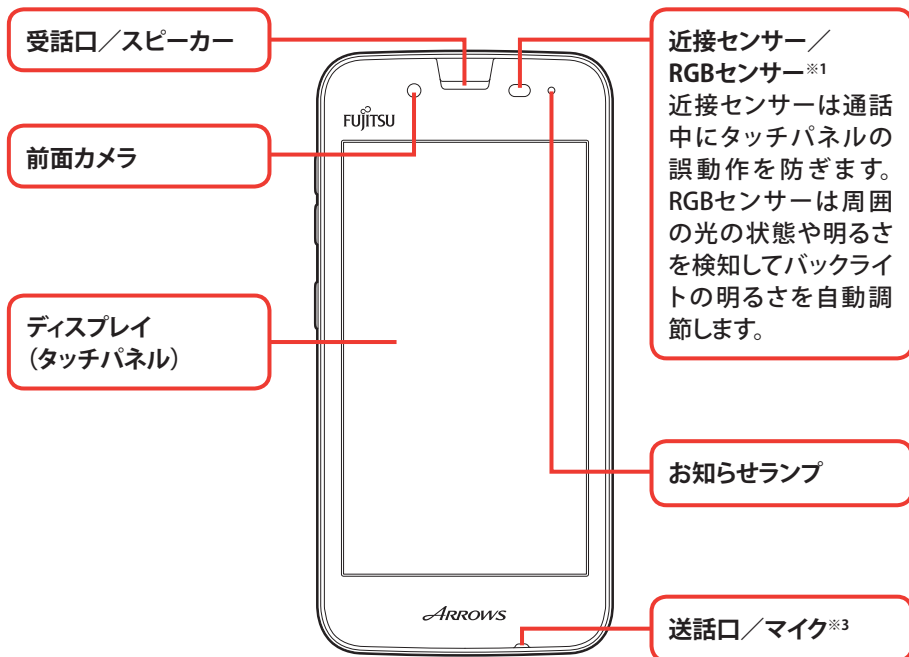 受話口／スピーカー
前面カメラ
ディスプレイ
（タッチパネル）
FUJITSU
ARROWS
近接センサー／
RGBセンサー※1
近接センサーは通話
中にタッチパネルの
誤動作を防ぎます。
RGBセンサーは周囲
の光の状態や明るさ
を検知してバックライ
トの明るさを自動調
節します。
お知らせランプ
送話口／マイク※3